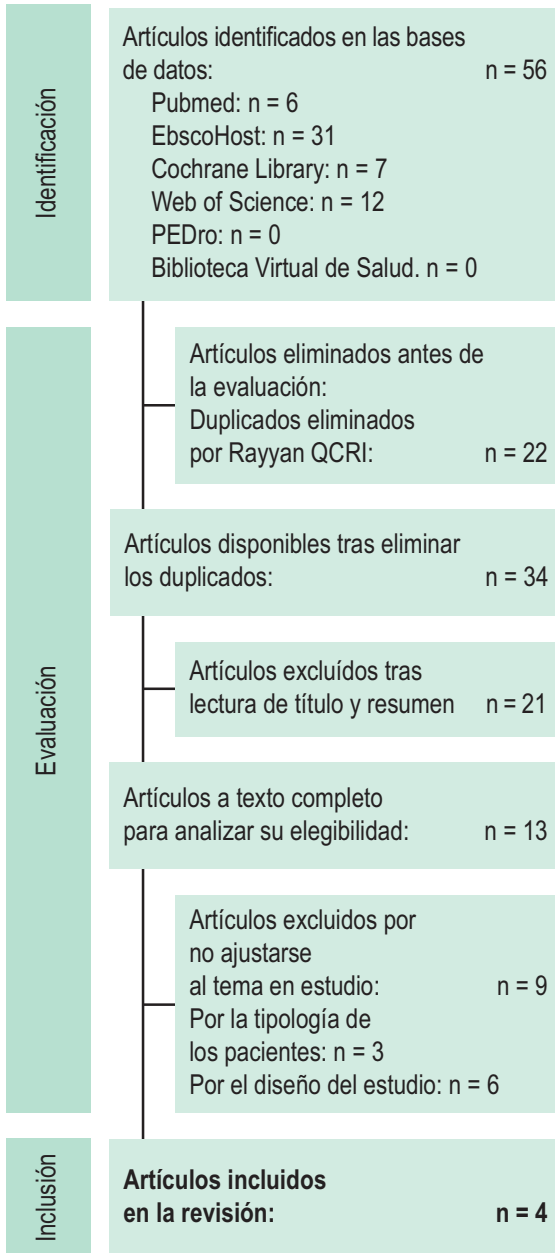 Identificación
Artículos identificados en las bases
de datos: n = 56
Pubmed: n = 6
EbscoHost: n = 31
Cochrane Library: n = 7
Web of Science: n = 12
PEDro: n = 0
Biblioteca Virtual de Salud. n = 0
Evaluación
Artículos eliminados antes de
la evaluación:
Duplicados eliminados
por Rayyan QCRI: n = 22
Artículos disponibles tras eliminar
los duplicados: n = 34
Artículos excluídos tras
lectura de título y resumen n = 21
Artículos a texto completo
para analizar su elegibilidad: n = 13
Artículos excluidos por
no ajustarse
al tema en estudio: n = 9
Por la tipología de
los pacientes: n = 3
Por el diseño del estudio: n = 6
Inclusión
Artículos incluidos
en la revisión: n = 4